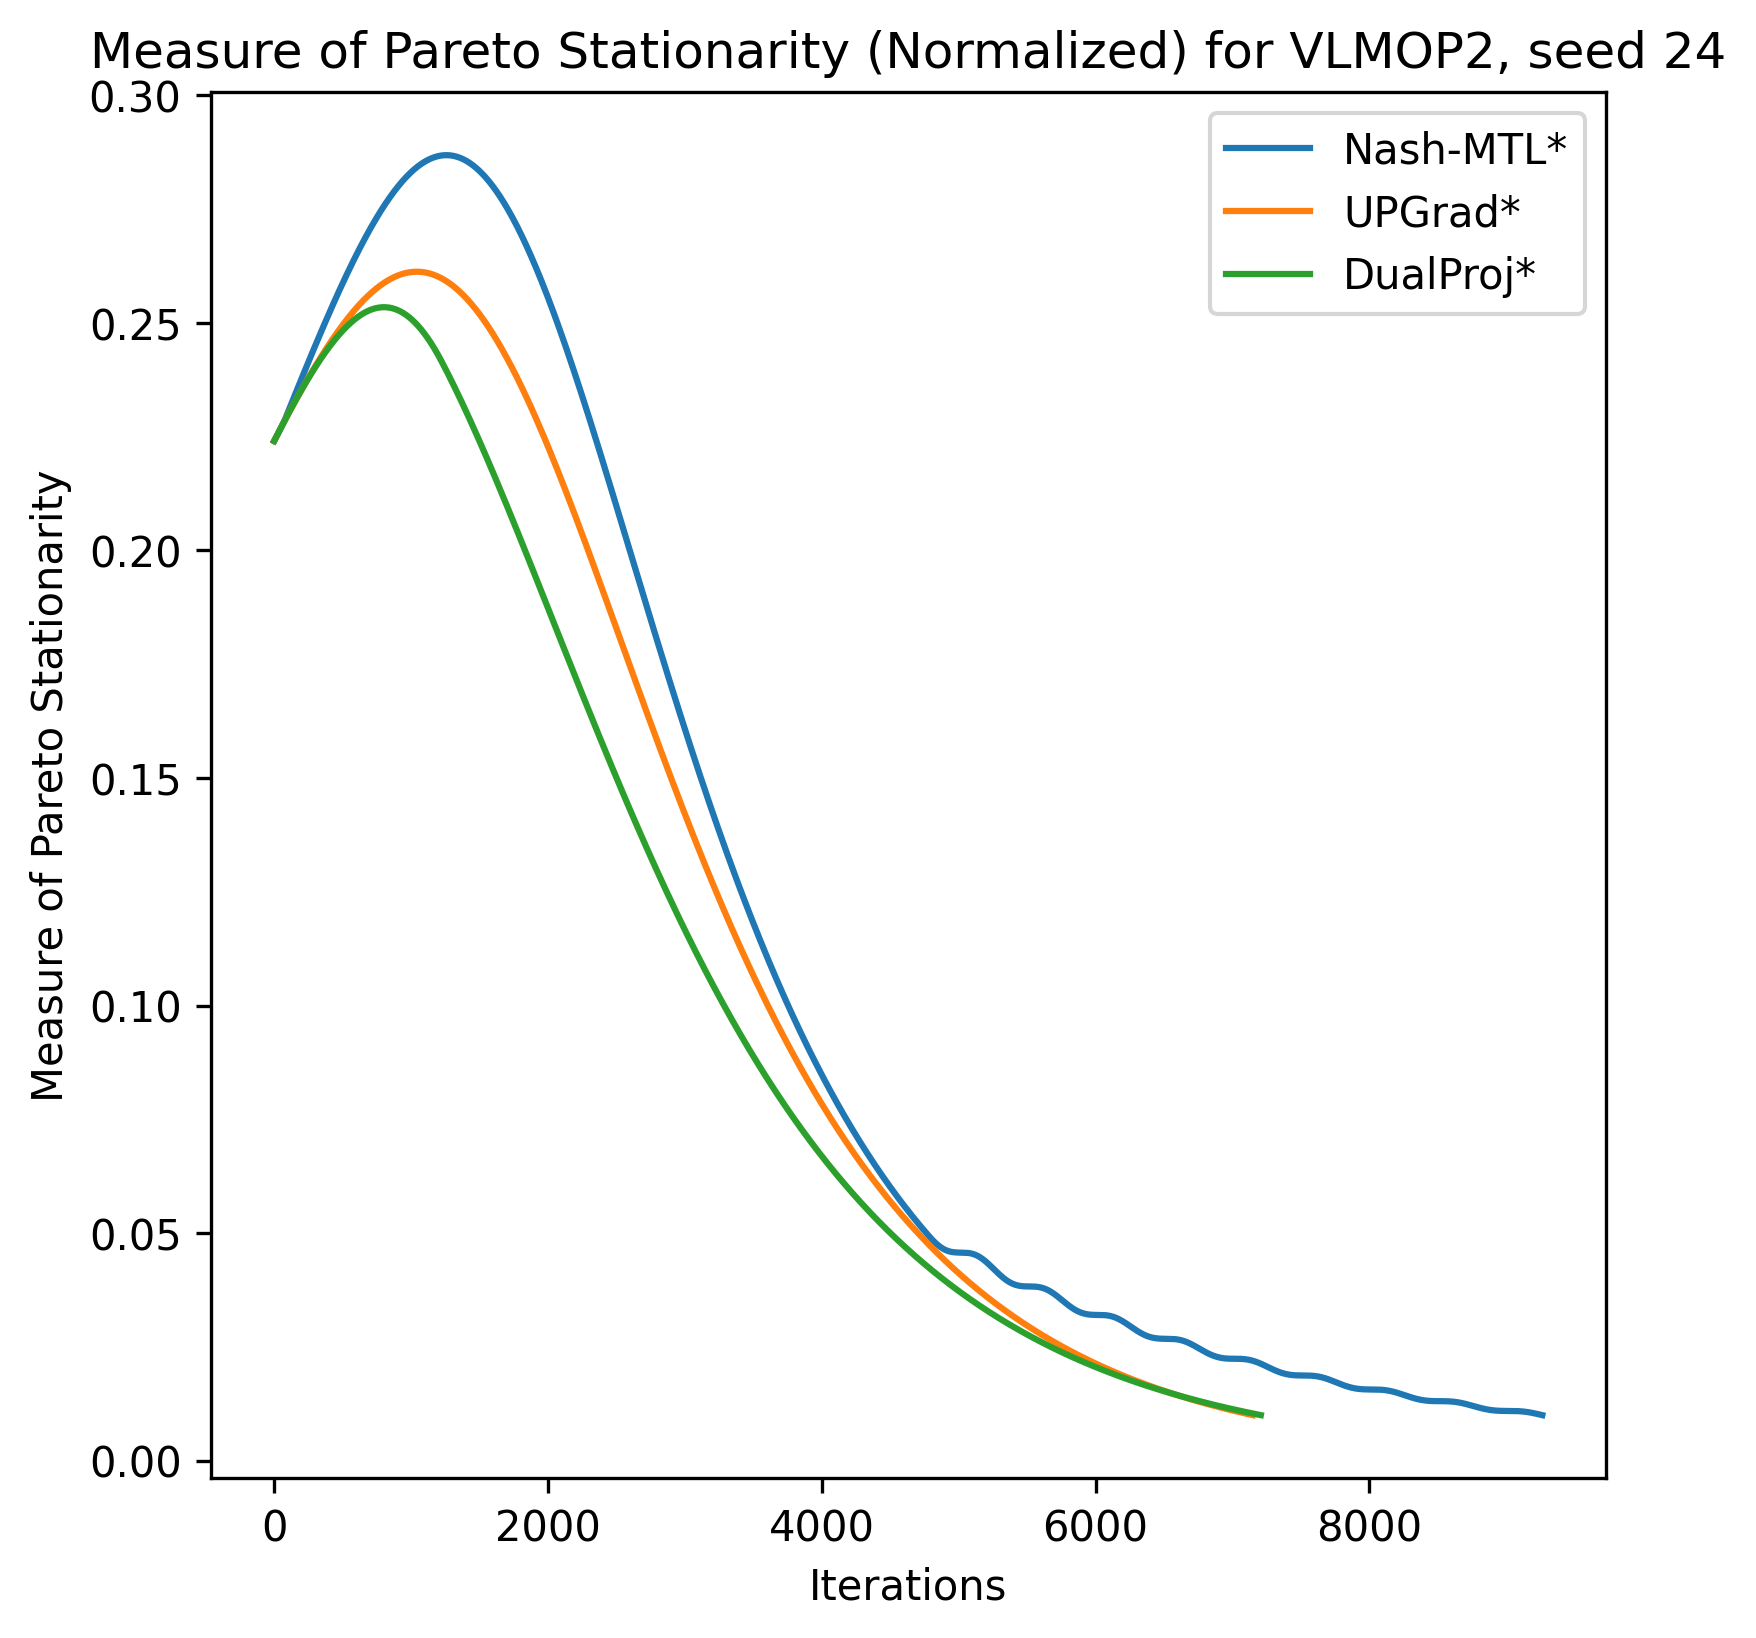 Measure of Pareto Stationarity (Normalized) for VLMOP2, seed 24
Nash-MTL*
UPGrad*
DualProj*
Measure of Pareto Stationarity
0.30
0.25
0.20
0.15
0.10
0.05
0.00
0
2000
4000
6000
8000
Iterations